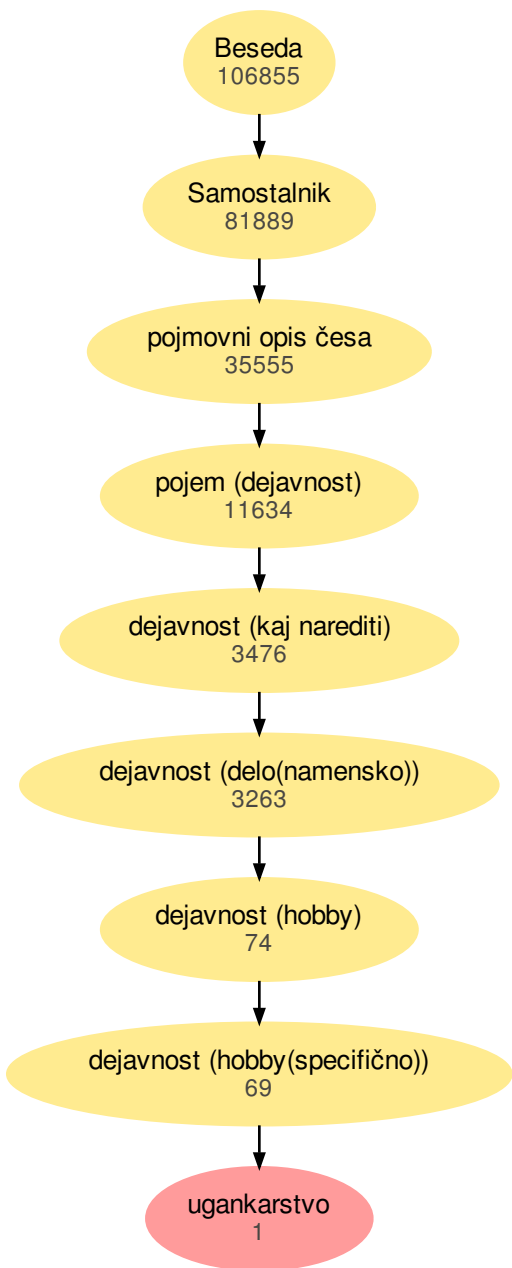 Beseda
106855
Samostalnik
81889
pojmovni opis česa
35555
pojem (dejavnost)
11634
dejavnost (kaj narediti)
3476
dejavnost (delo(namensko))
3263
dejavnost (hobby)
74
dejavnost (hobby(specifično))
69
ugankarstvo
1